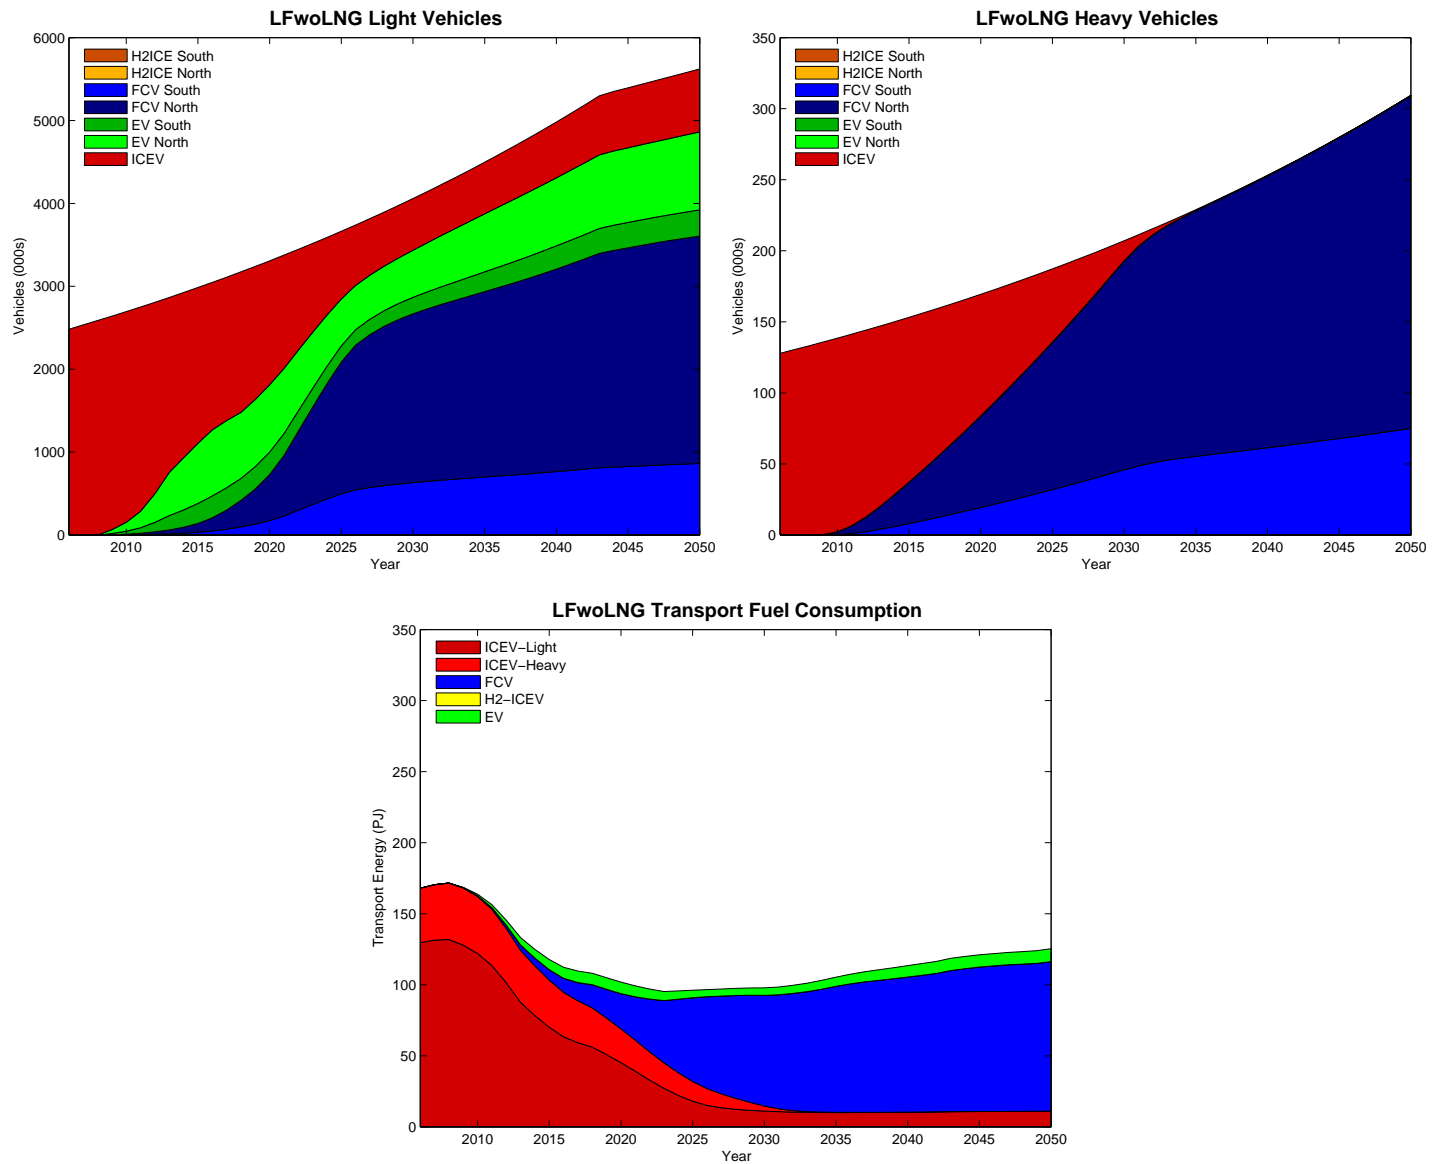 LFwoLNG Light Vehicles
6000
5000
4000
3000
2000
1000
0
Vehicles (000s)
H2ICE South
H2ICE North
FCV South
FCV North
EV South
EV North
ICEV
2010 2015 2020 2025 2030 2035 2040 2045 2050
Year
LFwoLNG Heavy Vehicles
350
300
250
200
150
100
50
0
Vehicles (000s)
H2ICE South
H2ICE North
FCV South
FCV North
EV South
EV North
ICEV
2010 2015 2020 2025 2030 2035 2040 2045 2050
Year
LFwoLNG Transport Fuel Consumption
350
300
250
200
150
100
50
0
Transport Energy (PJ)
ICEV−Light
ICEV−Heavy
FCV
H2−ICEV
EV
2010 2015 2020 2025 2030 2035 2040 2045 2050
Year